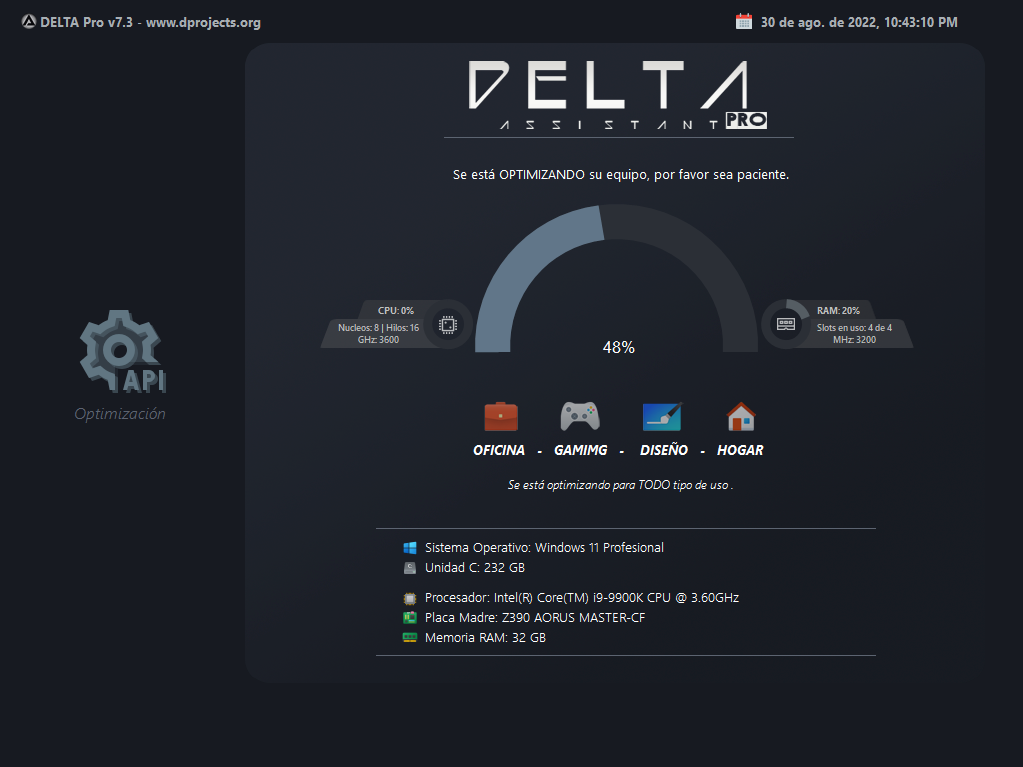 DELTA Pro v7.3 - www.dprojects.org
30 de ago. de 2022, 10:43:10 PM
DELTA
ASSISTANT PRO
Se está OPTIMIZANDO su equipo, por favor sea paciente.
CPU: 0%
Nucleos: 8 | Hilos: 16
GHz: 3600
48%
RAM: 20%
Slots en uso: 4 de 4
MHz: 3200
API
Optimización
OFICINA - GAMIMG - DISEÑO - HOGAR
Se está optimizando para TODO tipo de uso .
Sistema Operativo: Windows 11 Profesional
Unidad C: 232 GB
Procesador: Intel(R) Core(TM) i9-9900K CPU @ 3.60GHz
Placa Madre: Z390 AORUS MASTER-CF
Memoria RAM: 32 GB